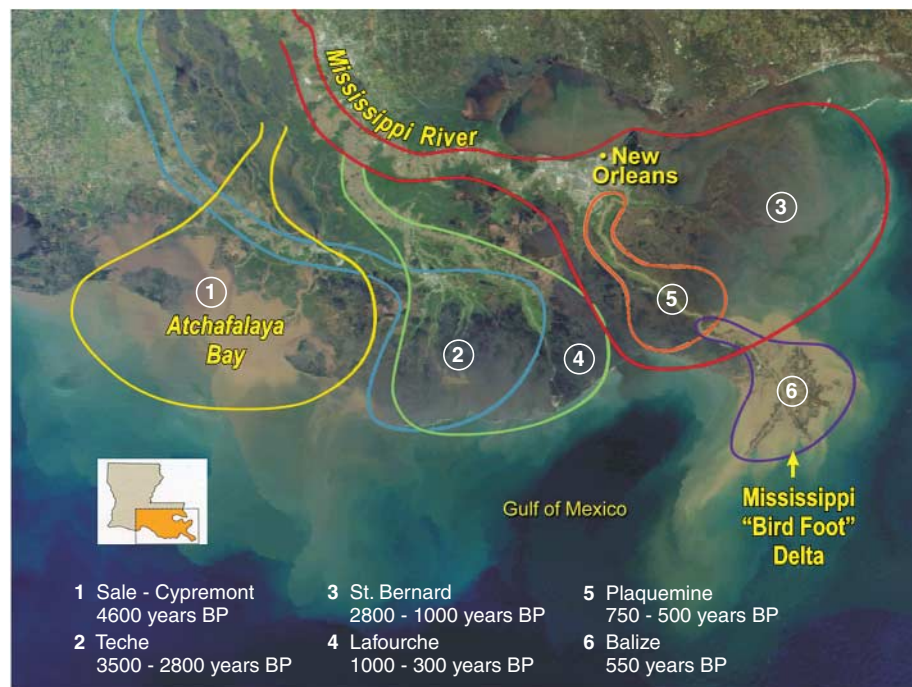 Mississippi River
New
Orleans
3
1
Atchafalaya
Bay
2
4
5
6
Gulf of Mexico
Mississippi
“Bird Foot”
Delta
1 Sale - Cypremont
4600 years BP
2 Teche
3500 - 2800 years BP
3 St. Bernard
2800 - 1000 years BP
4 Lafourche
1000 - 300 years BP
5 Plaquemine
750 - 500 years BP
6 Balize
550 years BP